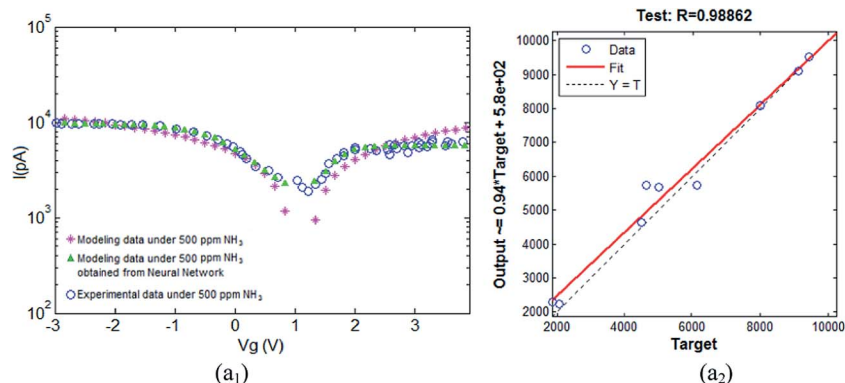 10^5
10^4
10^3
10^2
I(pA)
-3 -2 -1 0 1 2 3
Vg (V)
Modeling data under 500 ppm NH₃
Modeling data under 500 ppm NH₃
obtained from Neural Network
Experimental data under 500 ppm NH₃
(a₁)
Test: R=0.98862
Output ~= 0.94*Target + 5.8e+02
10000
9000
8000
7000
6000
5000
4000
3000
2000
Data
Fit
Y = T
2000 4000 6000 8000 10000
Target
(a₂)